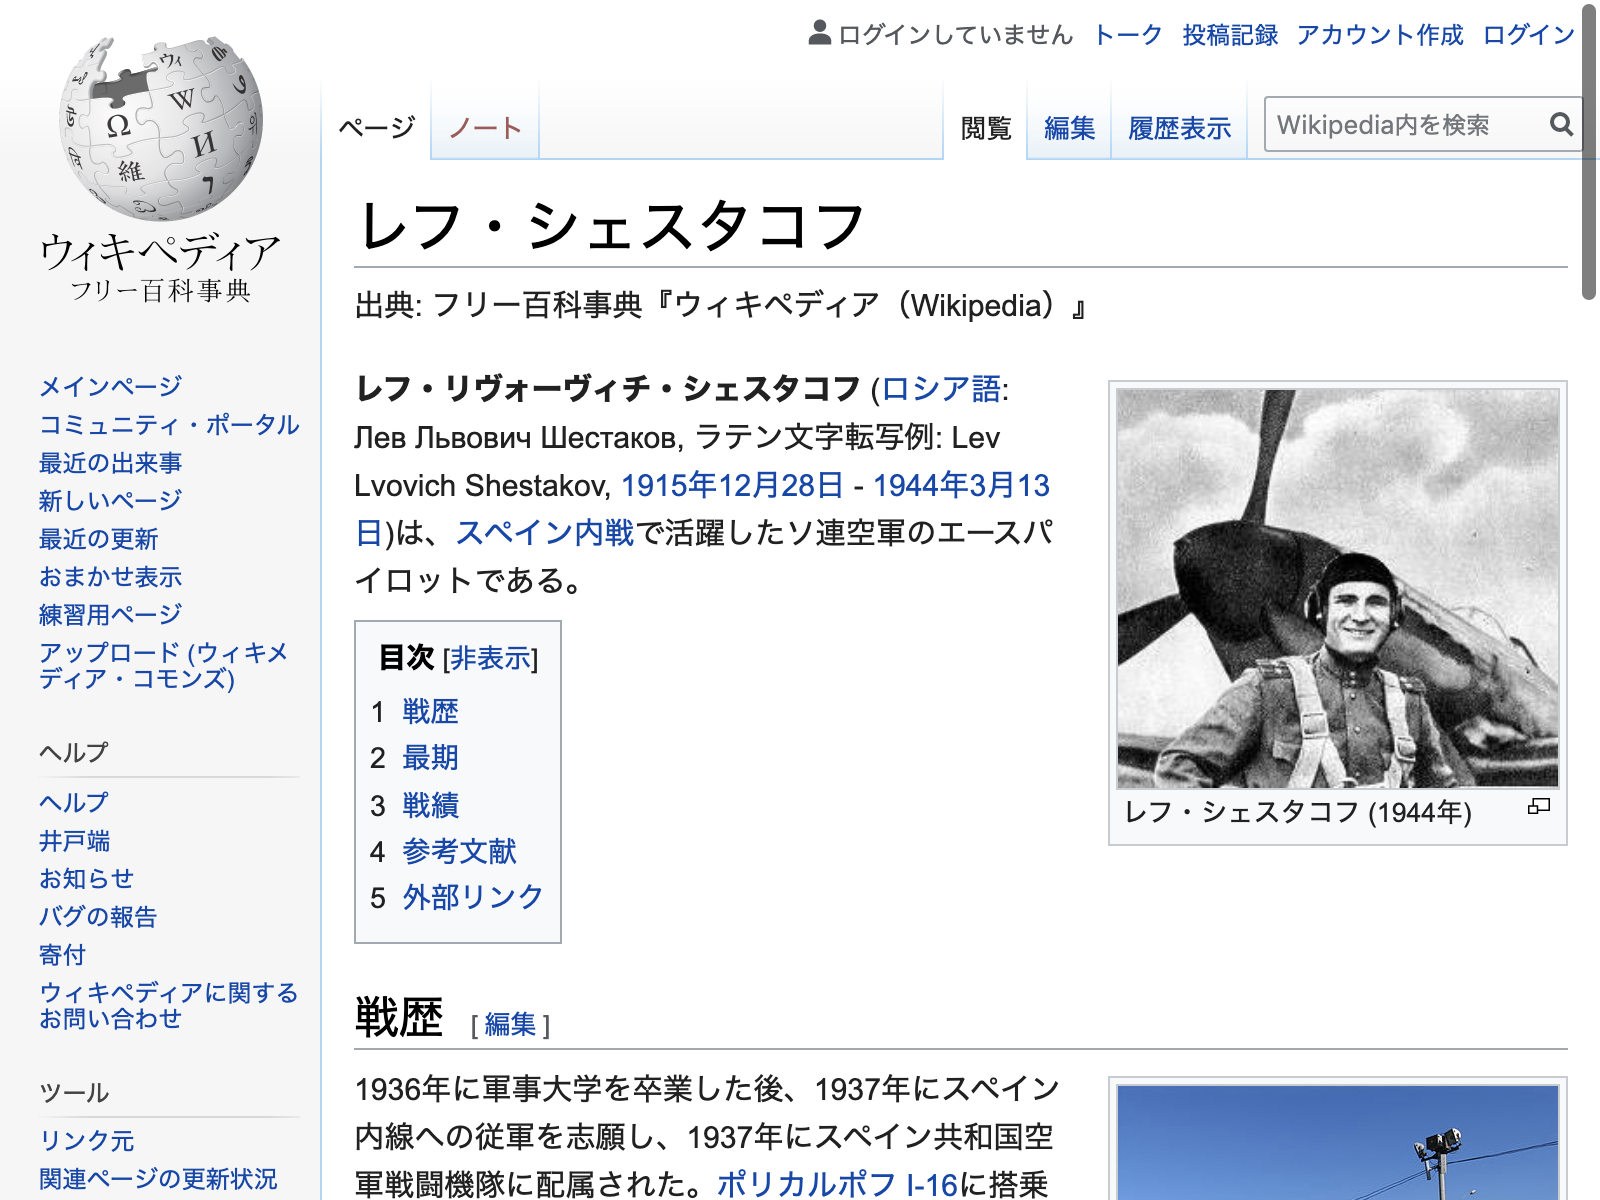 ログインしていません トーク 投稿記録 アカウント作成 ログイン
ページ ノート 閲覧 編集 履歴表示 Wikipedia内を検索
Ω W И 維 ウィ 7
ウィキペディア
フリー百科事典
メインページ
コミュニティ・ポータル
最近の出来事
新しいページ
最近の更新
おまかせ表示
練習用ページ
アップロード (ウィキメ
ディア・コモンズ)
ヘルプ
ヘルプ
井戸端
お知らせ
バグの報告
寄付
ウィキペディアに関する
お問い合わせ
ツール
リンク元
関連ページの更新状況
レフ・シェスタコフ
出典: フリー百科事典『ウィキペディア（Wikipedia）』
レフ・リヴォーヴィチ・シェスタコフ (ロシア語:
Лев Львович Шестаков, ラテン文字転写例: Lev
Lvovich Shestakov, 1915年12月28日 - 1944年3月13
日)は、スペイン内戦で活躍したソ連空軍のエースパ
イロットである。
レフ・シェスタコフ (1944年)
目次 [非表示]
1 戦歴
2 最期
3 戦績
4 参考文献
5 外部リンク
戦歴 [ 編集 ]
1936年に軍事大学を卒業した後、1937年にスペイン
内線への従軍を志願し、1937年にスペイン共和国空
軍戦闘機隊に配属された。ポリカルポフ I-16に搭乗